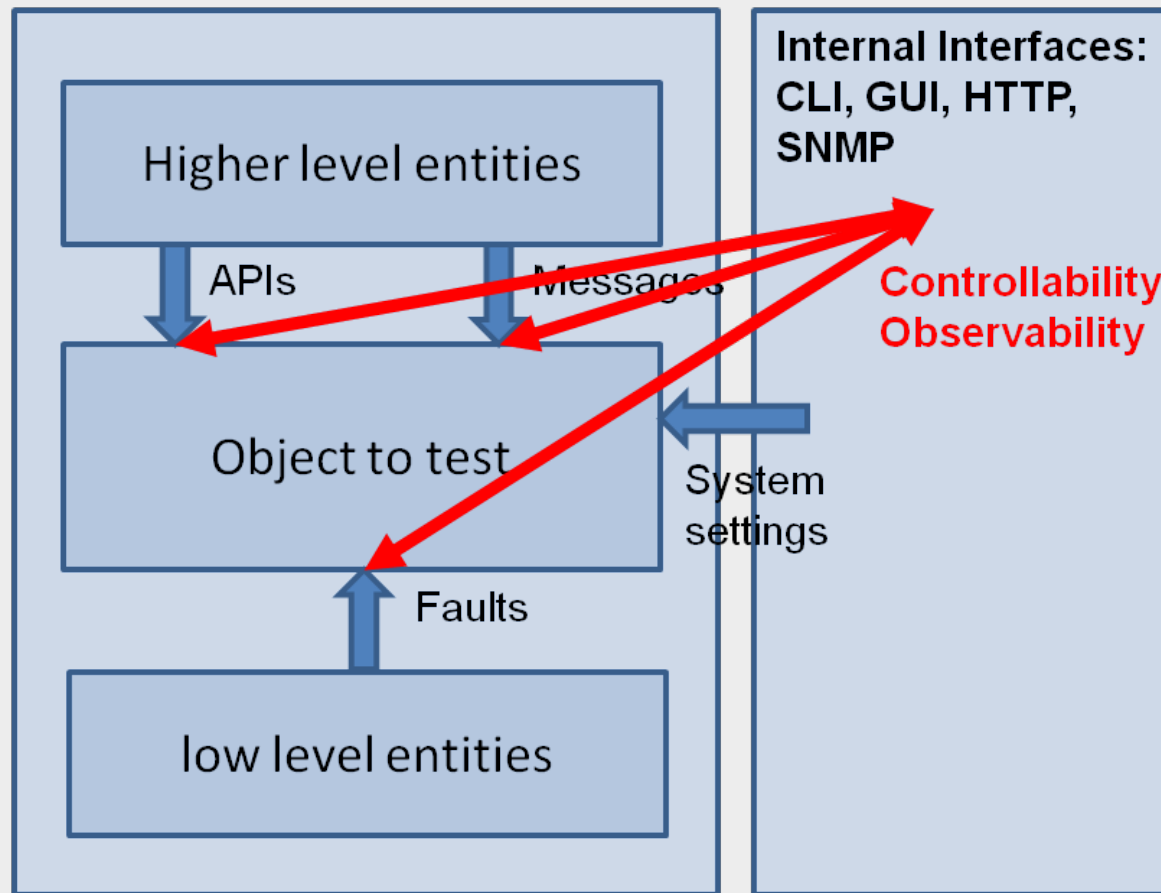 Internal Interfaces:
CLI, GUI, HTTP,
SNMP
Higher level entities
APIs
Messages
Controllability
Observability
Object to test
System
settings
Faults
low level entities